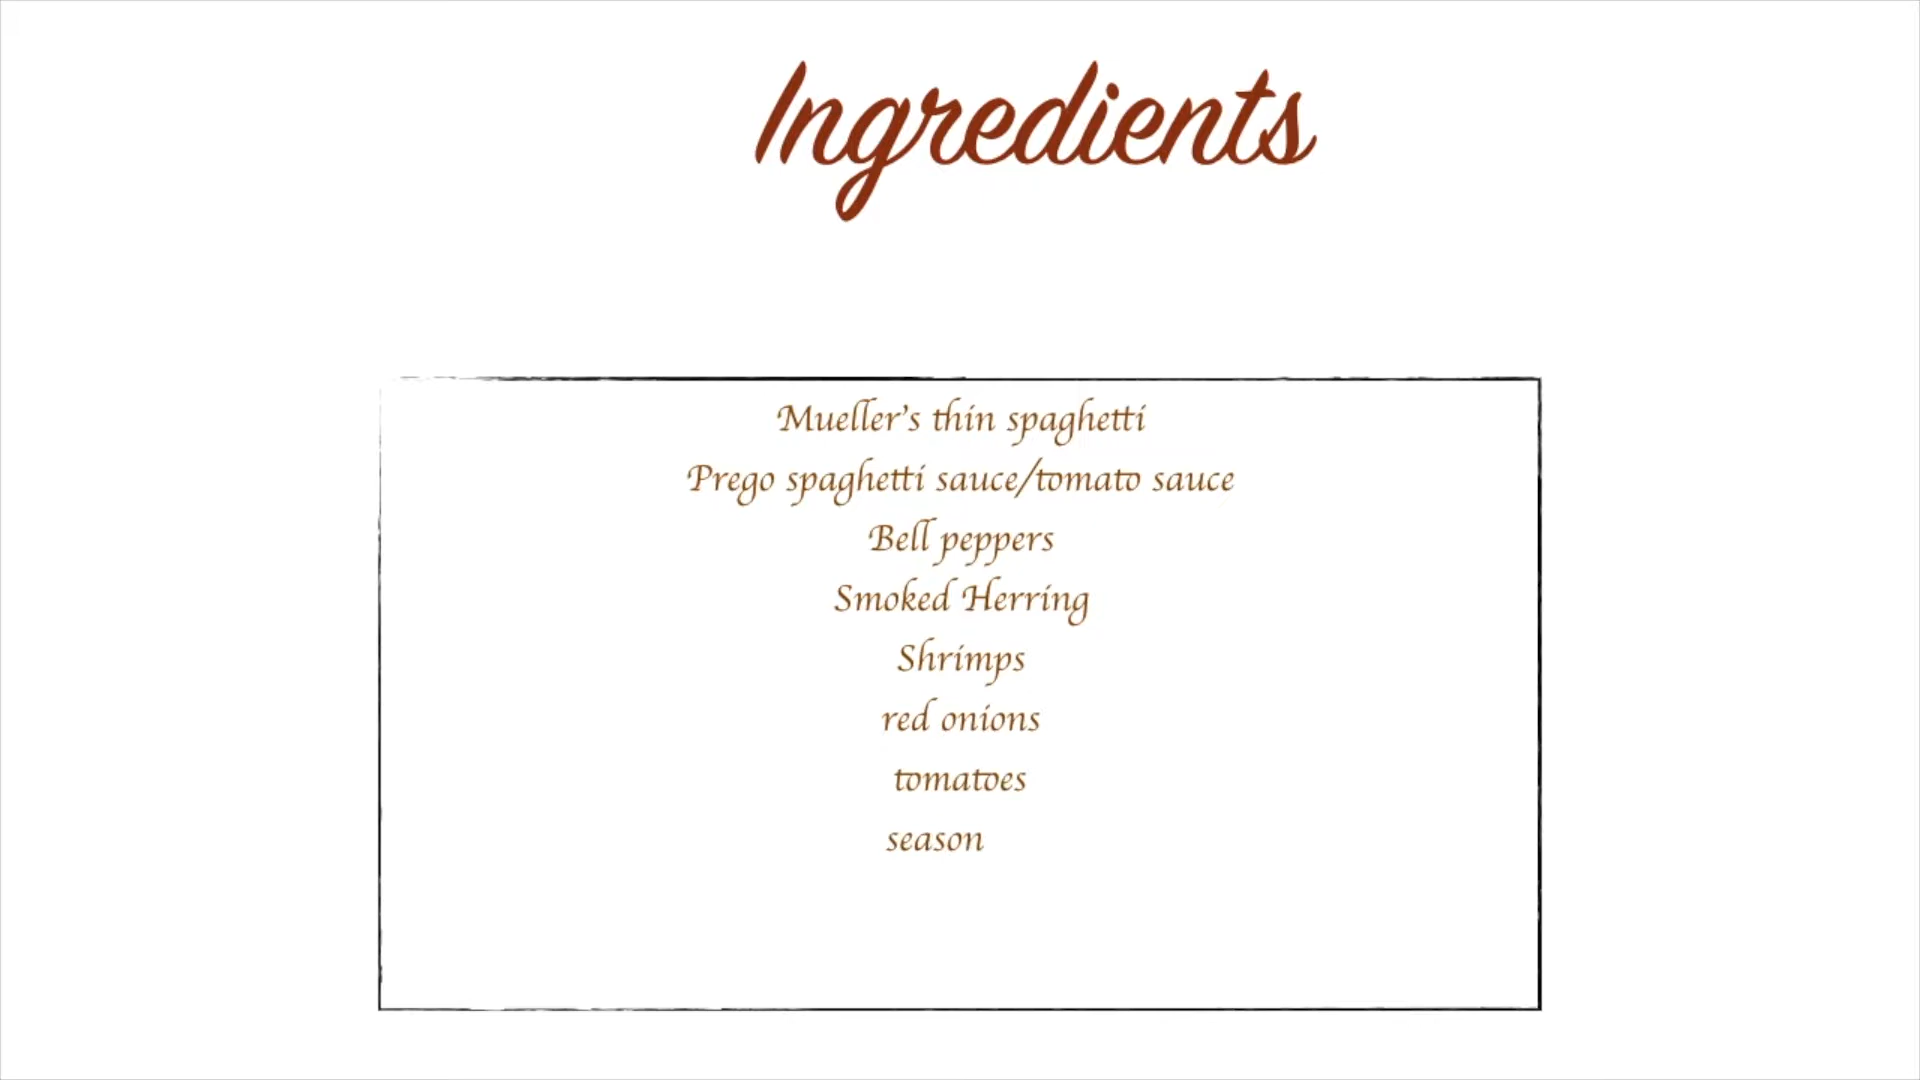 Ingredients
Mueller's thin spaghetti
Prego spaghetti sauce/tomato sauce
Bell peppers
Smoked Herring
Shrimps
red onions
tomatoes
season